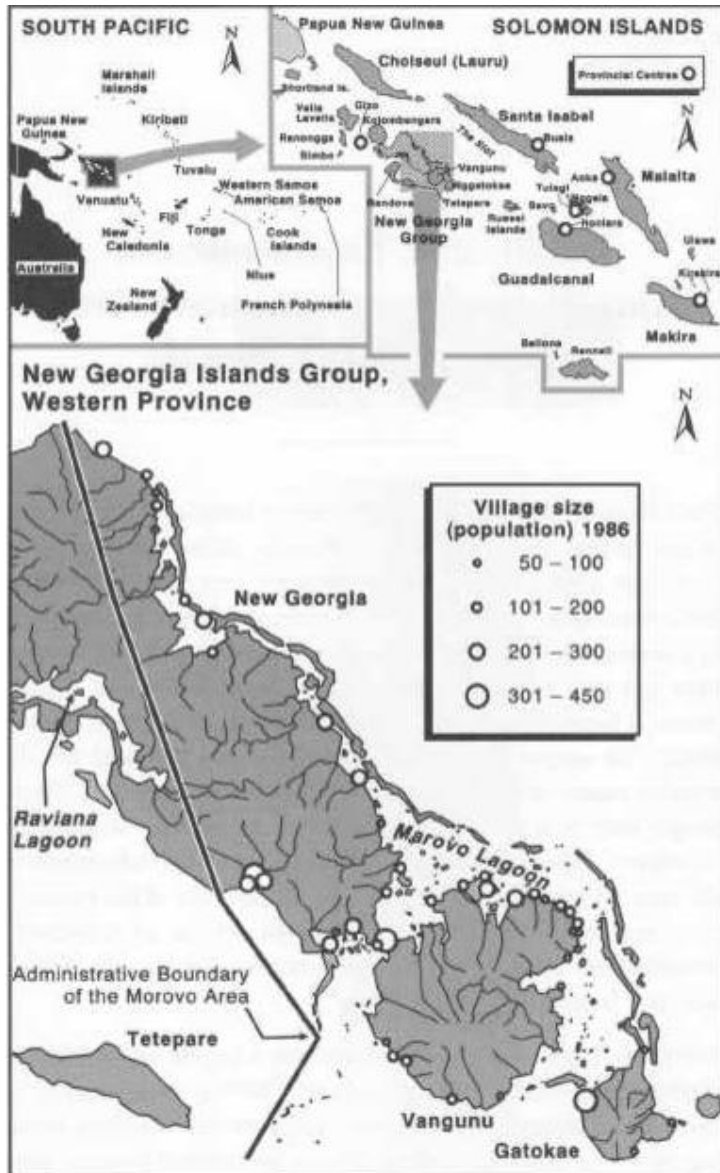 SOUTH PACIFIC
N
Marshall
Islands
Papua New
Guinea
Kiribati
Tuvalu
Western Samoa
American Samoa
Vanuatu
Fiji
New
Caledonia
Tonga
Cook
Islands
Niue
Australia
New
Zealand
French Polynesia
Papua New Guinea
SOLOMON ISLANDS
N
Cholseul (Lauru)
Provincial Centres
Shortland Is.
Vella
Lavella
Gizo
Kolombangara
Ranongga
Simbo
Santa Isabel
The Slot
Buala
Vangunu
Nggatokae
Rendova
Tetepare
New Georgia
Group
Russel
Islands
Savo
Tulagi
Auka
Malaita
Honiara
Guadalcanal
Ulawa
Kirakira
Makira
Bellona
Rennell
New Georgia Islands Group,
Western Province
N
Village size
(population) 1986
50 – 100
101 – 200
201 – 300
301 – 450
New Georgia
Raviana
Lagoon
Marovo Lagoon
Administrative Boundary
of the Morovo Area
Tetepare
Vangunu
Gatokae